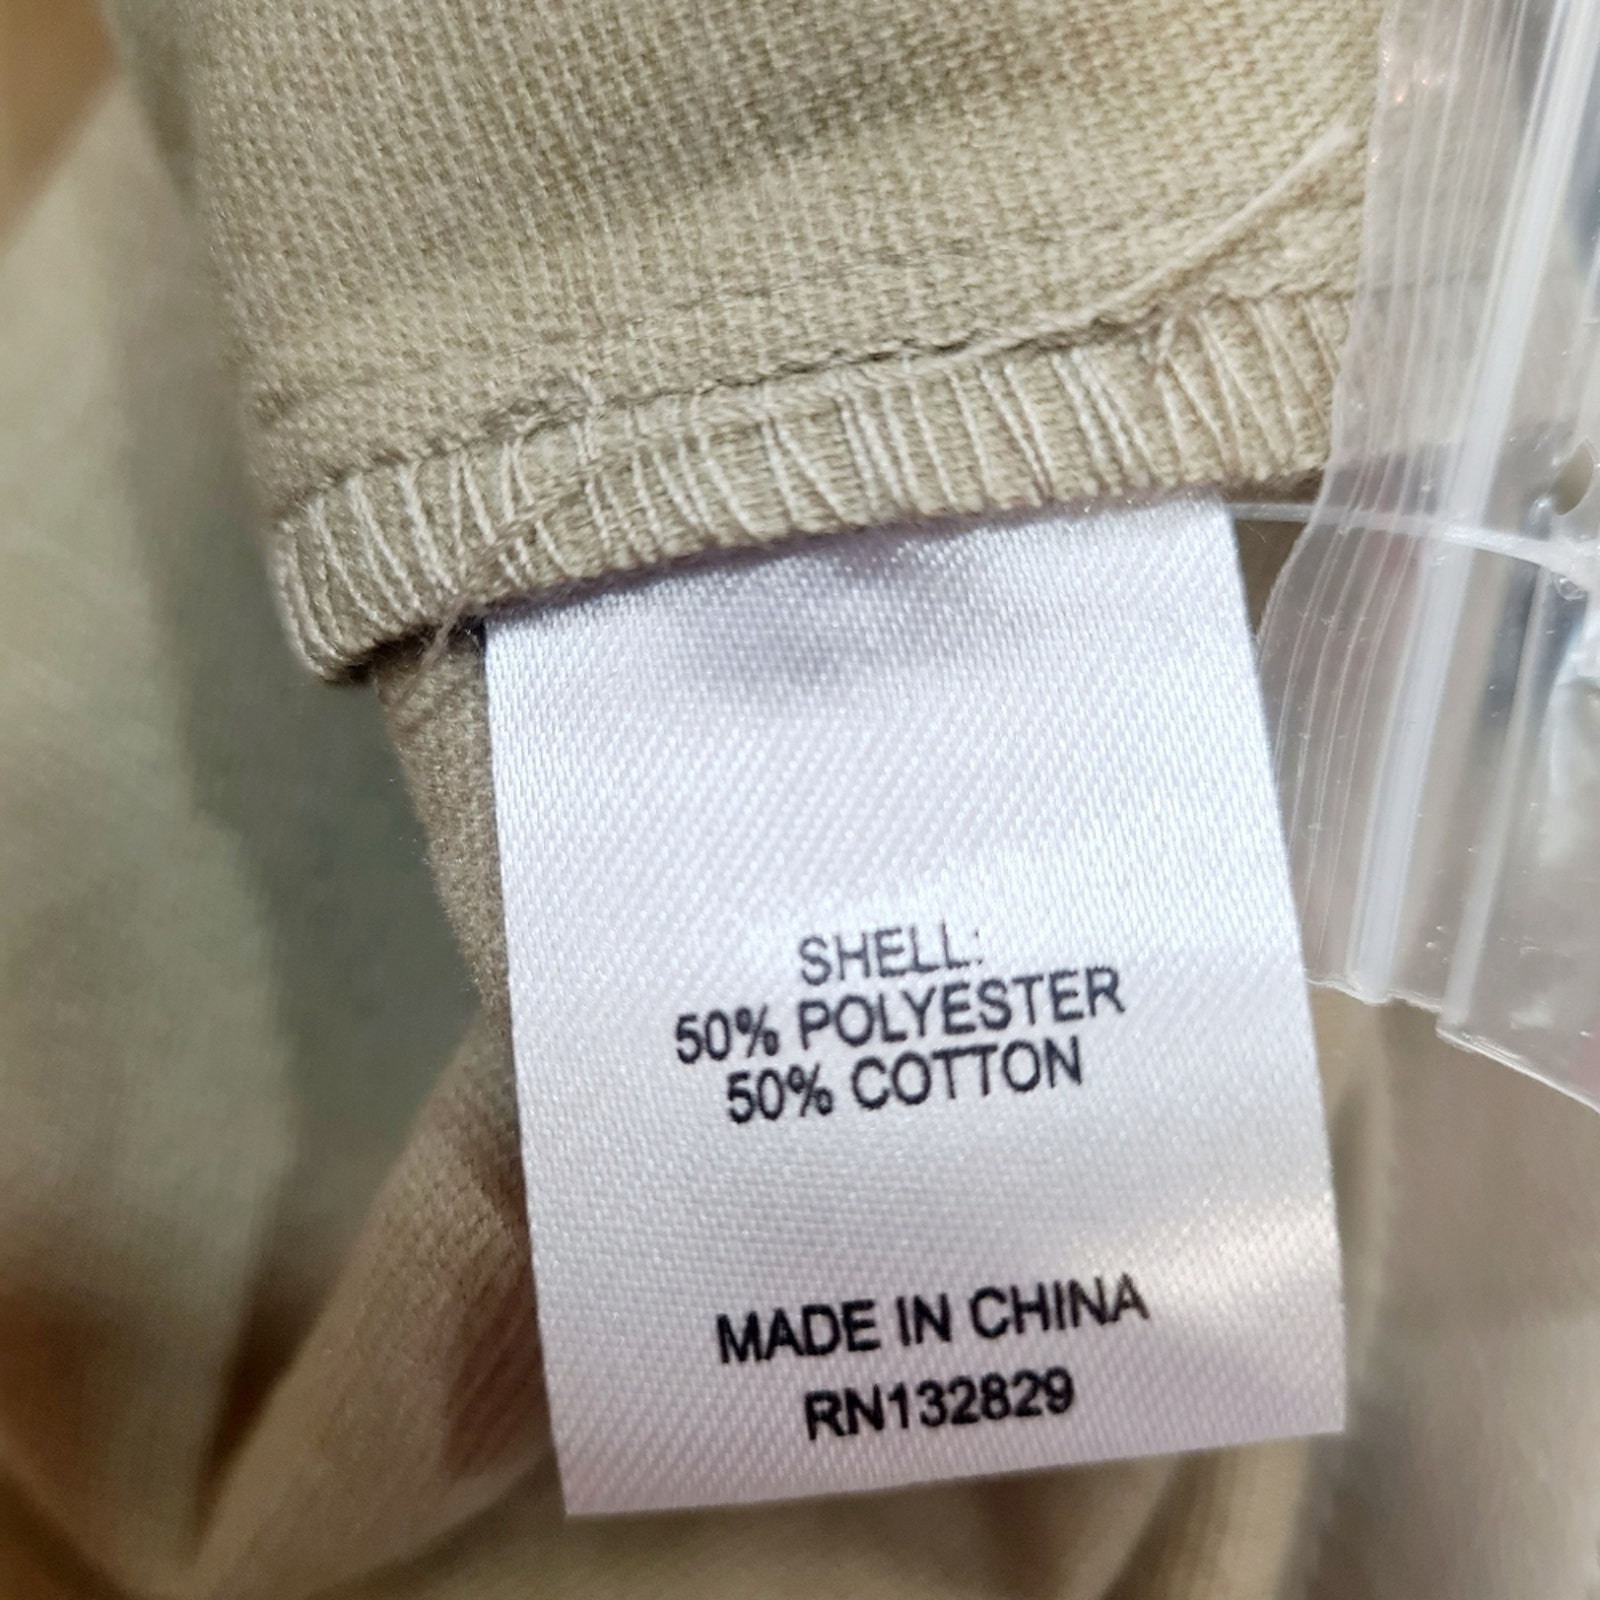 SHELL:
50% POLYESTER
50% COTTON
MADE IN CHINA
RN132829